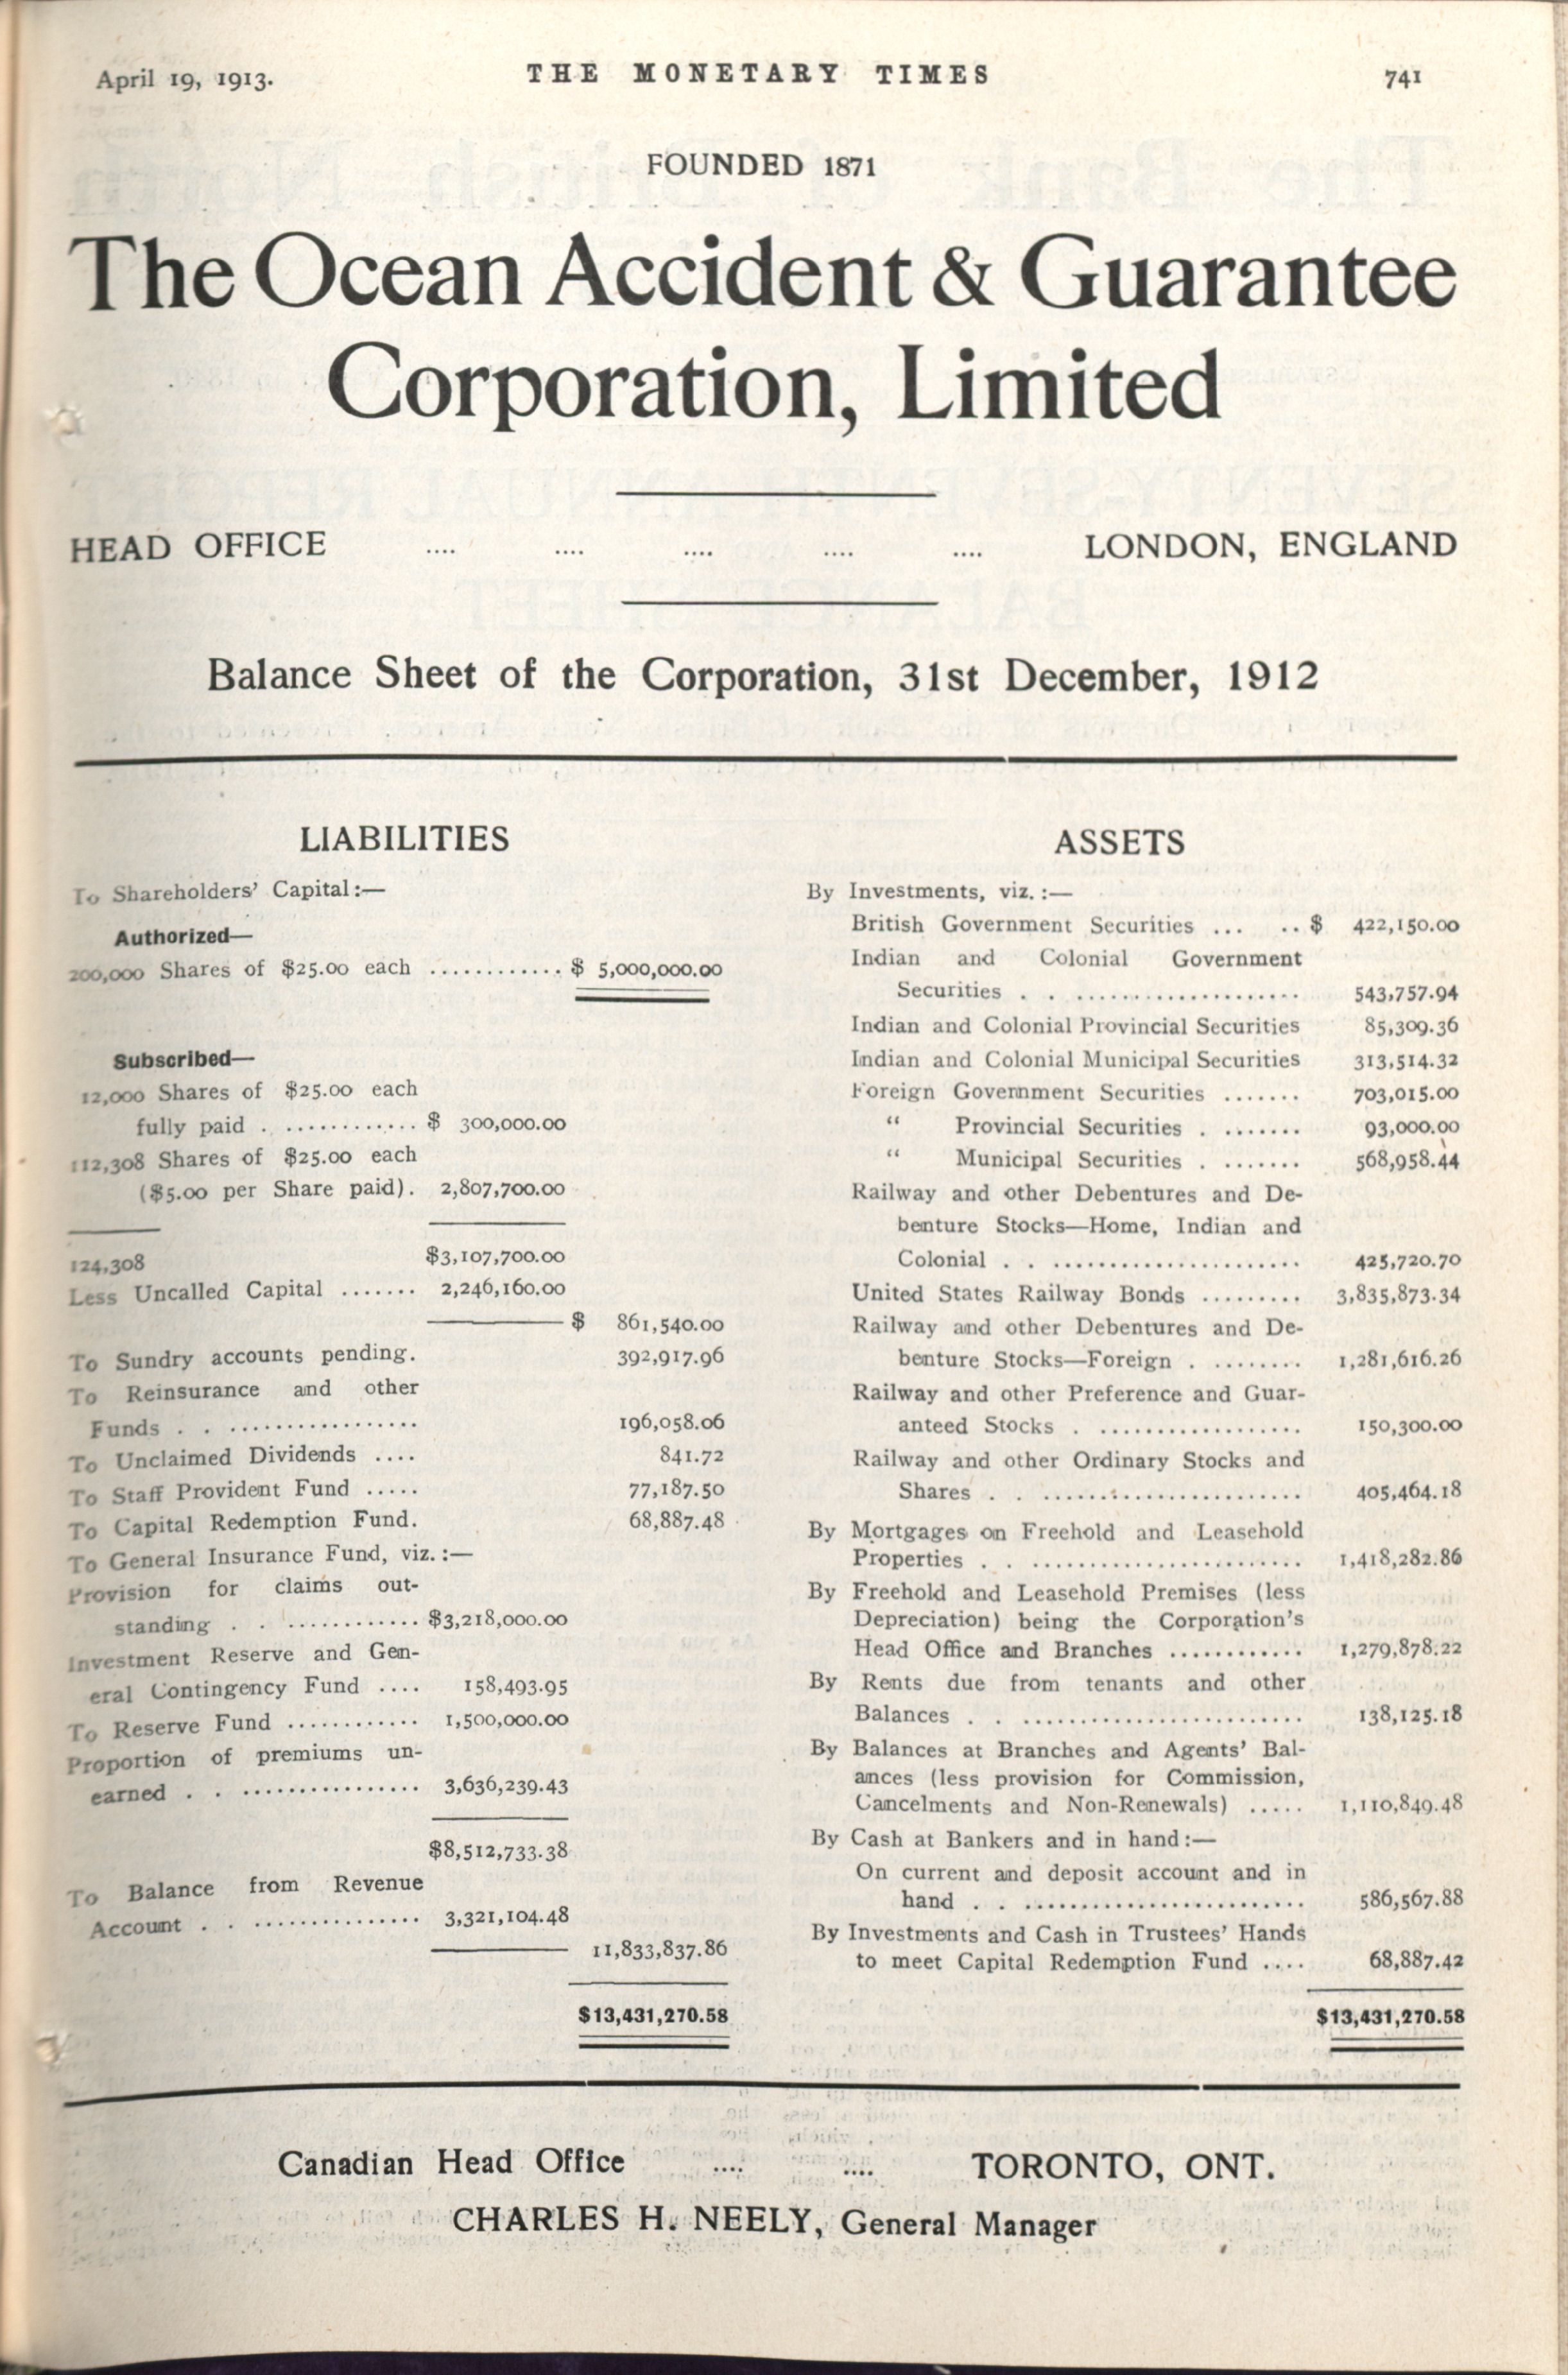 April 19, 1913.
THE MONETARY TIMES
741
FOUNDED 1871
The Ocean Accident & Guarantee
Corporation, Limited
HEAD OFFICE .... .... .... .... .... LONDON, ENGLAND
Balance Sheet of the Corporation, 31st December, 1912
LIABILITIES
To Shareholders' Capital:—
Authorized—
200,000 Shares of $25.00 each ............ $ 5,000,000.00
Subscribed—
12,000 Shares of $25.00 each
fully paid . ............ $ 300,000.00
112,308 Shares of $25.00 each
($5.00 per Share paid). 2,807,700.00
124,308 $3,107,700.00
Less Uncalled Capital ....... 2,246,160.00
$ 861,540.00
To Sundry accounts pending. 392,917.96
To Reinsurance and other
Funds . . ................. 196,058.06
To Unclaimed Dividends .... 841.72
To Staff Provident Fund ..... 77,187.50
To Capital Redemption Fund. 68,887.48
To General Insurance Fund, viz.:—
Provision for claims out-
standing . . ............ $3,218,000.00
Investment Reserve and Gen-
eral Contingency Fund .... 158,493.95
To Reserve Fund ............ 1,500,000.00
Proportion of premiums un-
earned . . ................ 3,636,239.43
$8,512,733.38
To Balance from Revenue
Account . . ............... 3,321,104.48
11,833,837.86
$13,431,270.58
ASSETS
By Investments, viz.:—
British Government Securities ... .. $ 422,150.00
Indian and Colonial Government
Securities . . .................... 543,757.94
Indian and Colonial Provincial Securities 85,309.36
Indian and Colonial Municipal Securities 313,514.32
Foreign Government Securities ....... 703,015.00
" Provincial Securities . ....... 93,000.00
" Municipal Securities . ....... 568,958.44
Railway and other Debentures and De-
benture Stocks—Home, Indian and
Colonial . . ...................... 425,720.70
United States Railway Bonds ......... 3,835,873.34
Railway and other Debentures and De-
benture Stocks—Foreign . ........ 1,281,616.26
Railway and other Preference and Guar-
anteed Stocks . .................. 150,300.00
Railway and other Ordinary Stocks and
Shares . . ....................... 405,464.18
By Mortgages on Freehold and Leasehold
Properties . . ........................ 1,418,282.86
By Freehold and Leasehold Premises (less
Depreciation) being the Corporation's
Head Office and Branches ............ 1,279,878.22
By Rents due from tenants and other
Balances . . ......................... 138,125.18
By Balances at Branches and Agents' Bal-
ances (less provision for Commission,
Cancelments and Non-Renewals) ..... 1,110,849.48
By Cash at Bankers and in hand:—
On current and deposit account and in
hand . . ......................... 586,567.88
By Investments and Cash in Trustees' Hands
to meet Capital Redemption Fund .... 68,887.42
$13,431,270.58
Canadian Head Office .... .... TORONTO, ONT.
CHARLES H. NEELY, General Manager